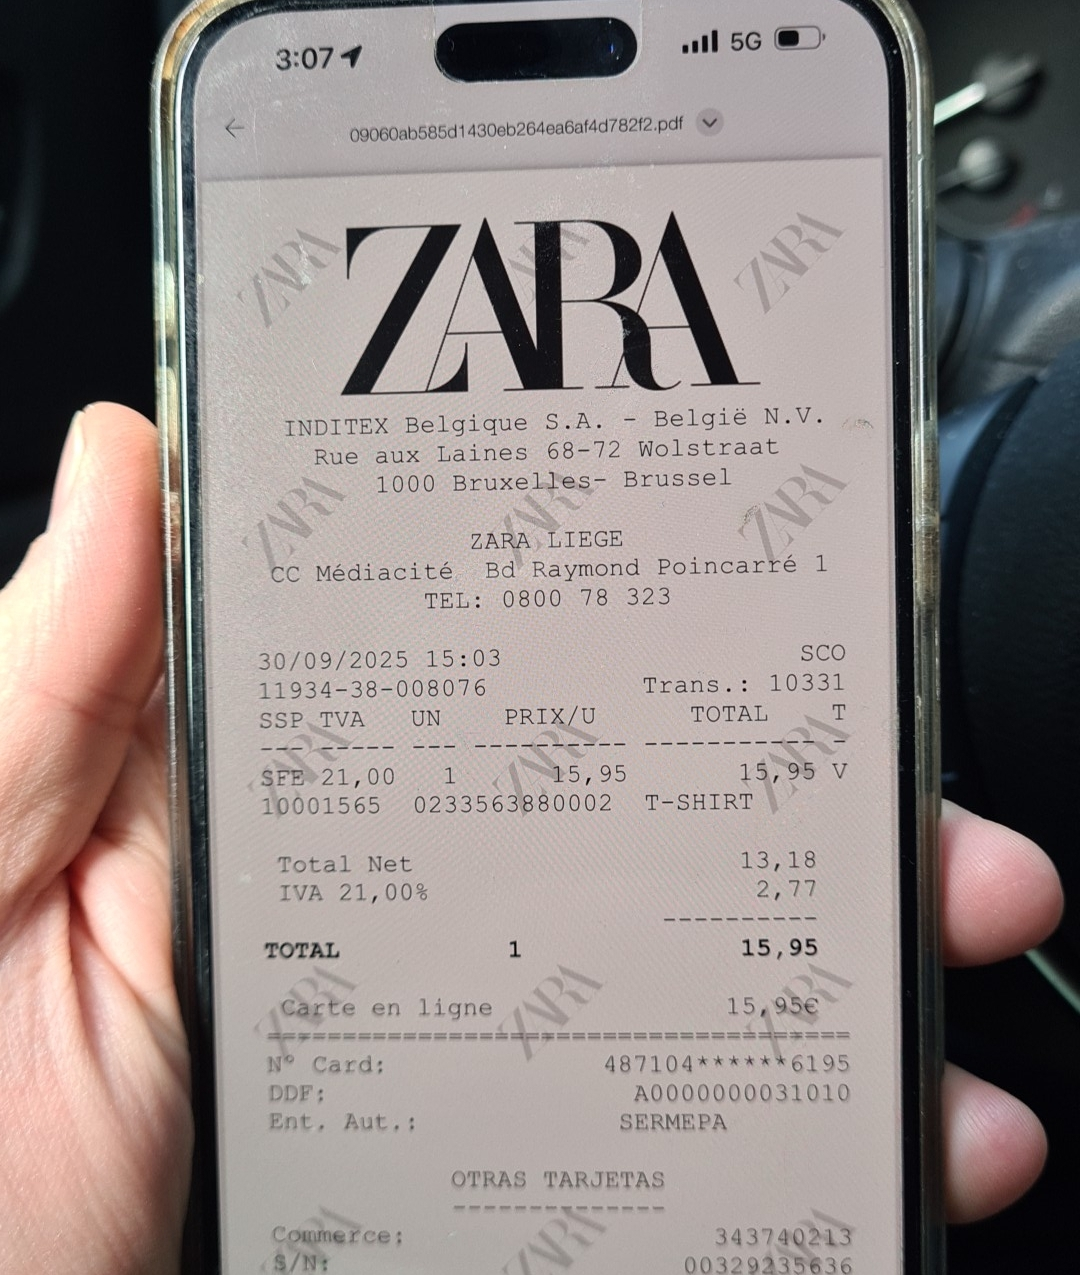 3:07 5G
09060ab585d1430eb264ea6af4d782f2.pdf
ZARA
INDITEX Belgique S.A. - België N.V.
Rue aux Laines 68-72 Wolstraat
1000 Bruxelles- Brussel
ZARA LIEGE
CC Médiacité Bd Raymond Poincarré 1
TEL: 0800 78 323
30/09/2025 15:03 SCO
11934-38-008076 Trans.: 10331
SSP TVA UN PRIX/U TOTAL T
--- ----- --- ---------- ----------- -
SFE 21,00 1 15,95 15,95 V
10001565 0233563880002 T-SHIRT
Total Net 13,18
IVA 21,00% 2,77
----------
TOTAL 1 15,95
Carte en ligne 15,95€
======================================
Nº Card: 487104******6195
DDF: A0000000031010
Ent. Aut.: SERMEPA
OTRAS TARJETAS
--------------
Commerce: 343740213
S/N: 00329235636